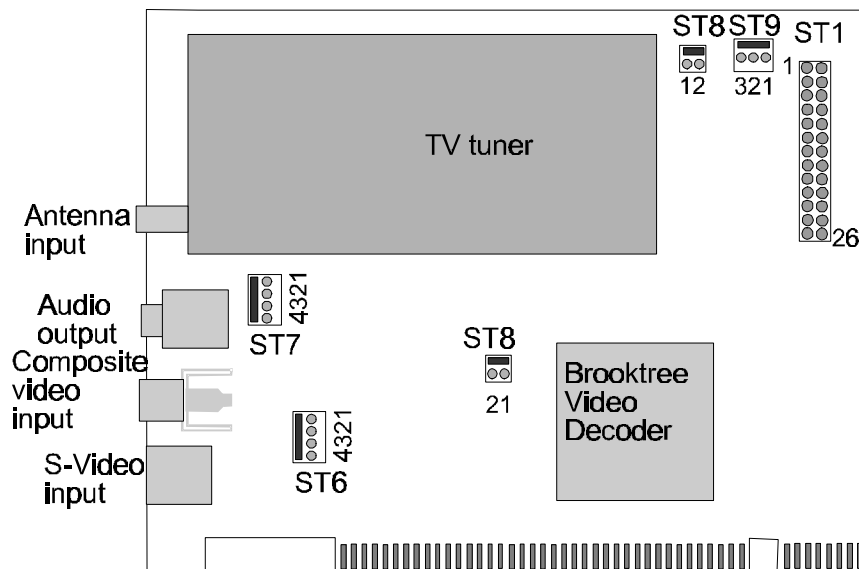 ST8 ST9 ST1
12
321
1
26
TV tuner
Antenna
input
Audio
output
4321
ST7
Composite
video
input
ST8
21
Brooktree
Video
Decoder
4321
ST6
S-Video
input